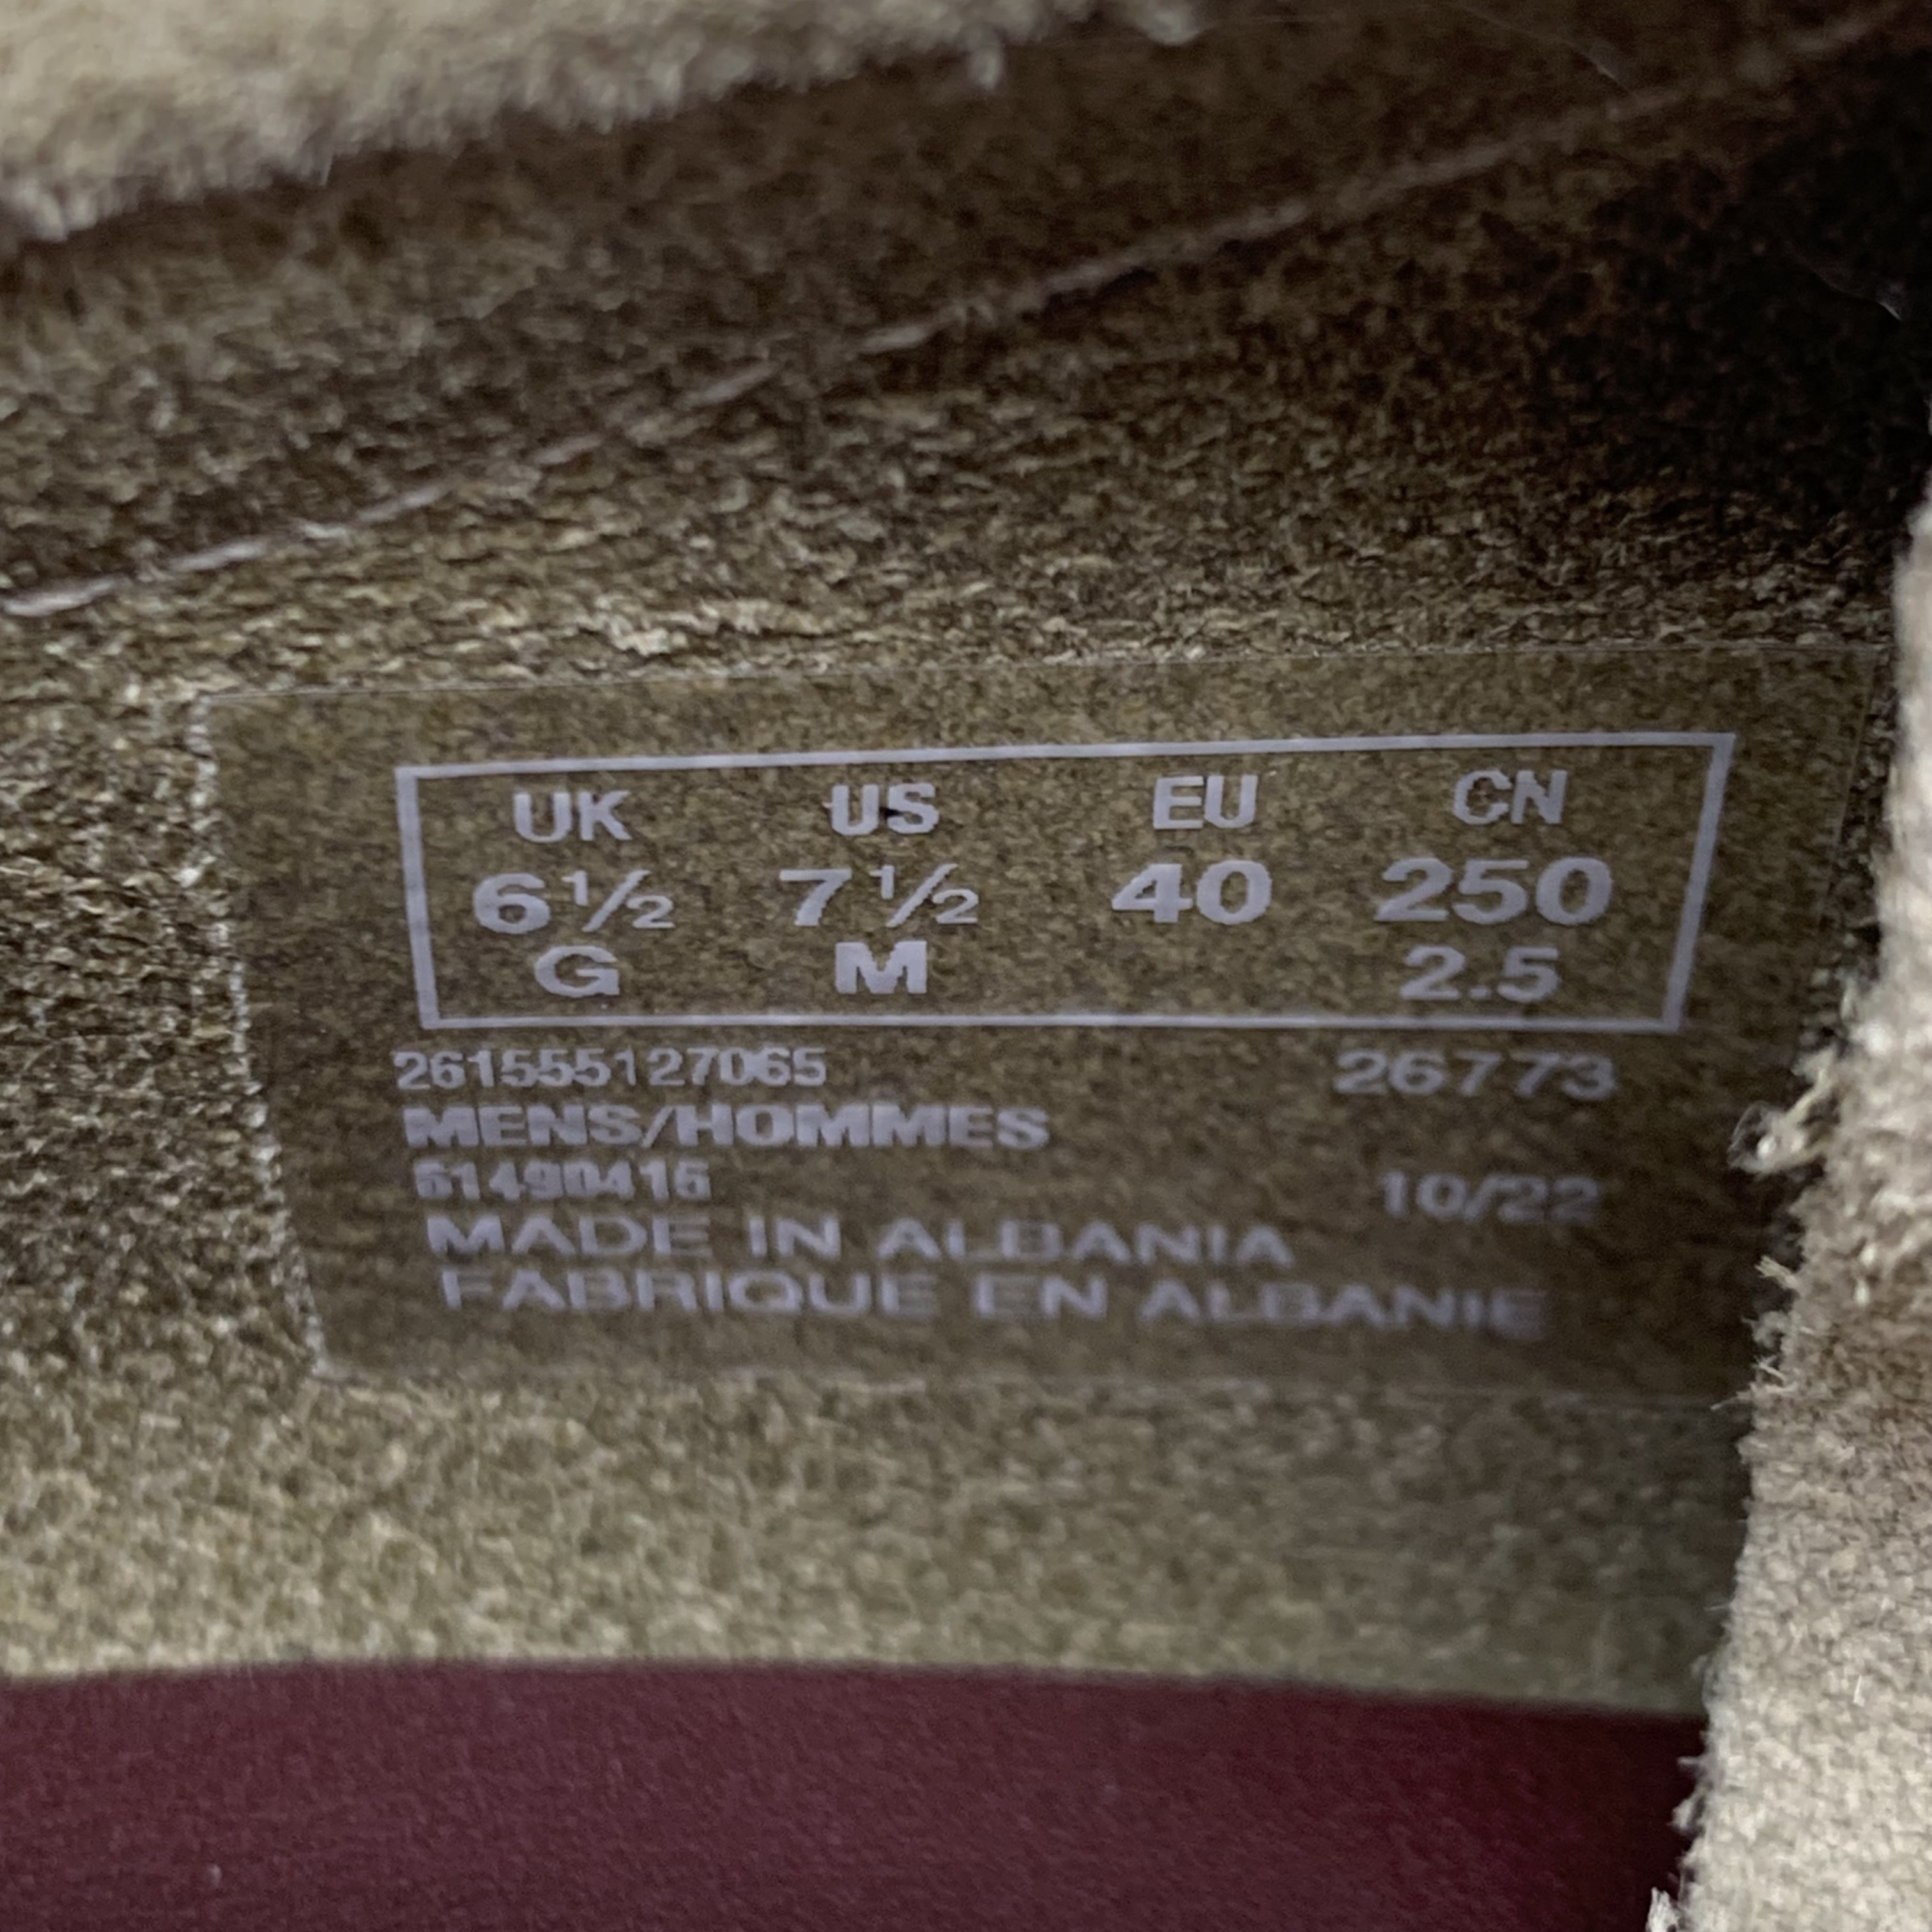 UK US EU CN
6½ 7½ 40 250
G M 2.5
261555127065 26773
MENS/HOMMES
10/22
MADE IN ALBANIA
FABRIQUE EN ALBANIE